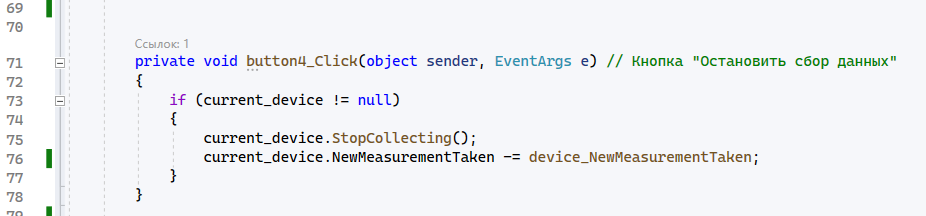 69
70
Ссылок: 1
71 private void button4_Click(object sender, EventArgs e) // Кнопка "Остановить сбор данных"
72 {
73 if (current_device != null)
74 {
75 current_device.StopCollecting();
76 current_device.NewMeasurementTaken -= device_NewMeasurementTaken;
77 }
78 }
79